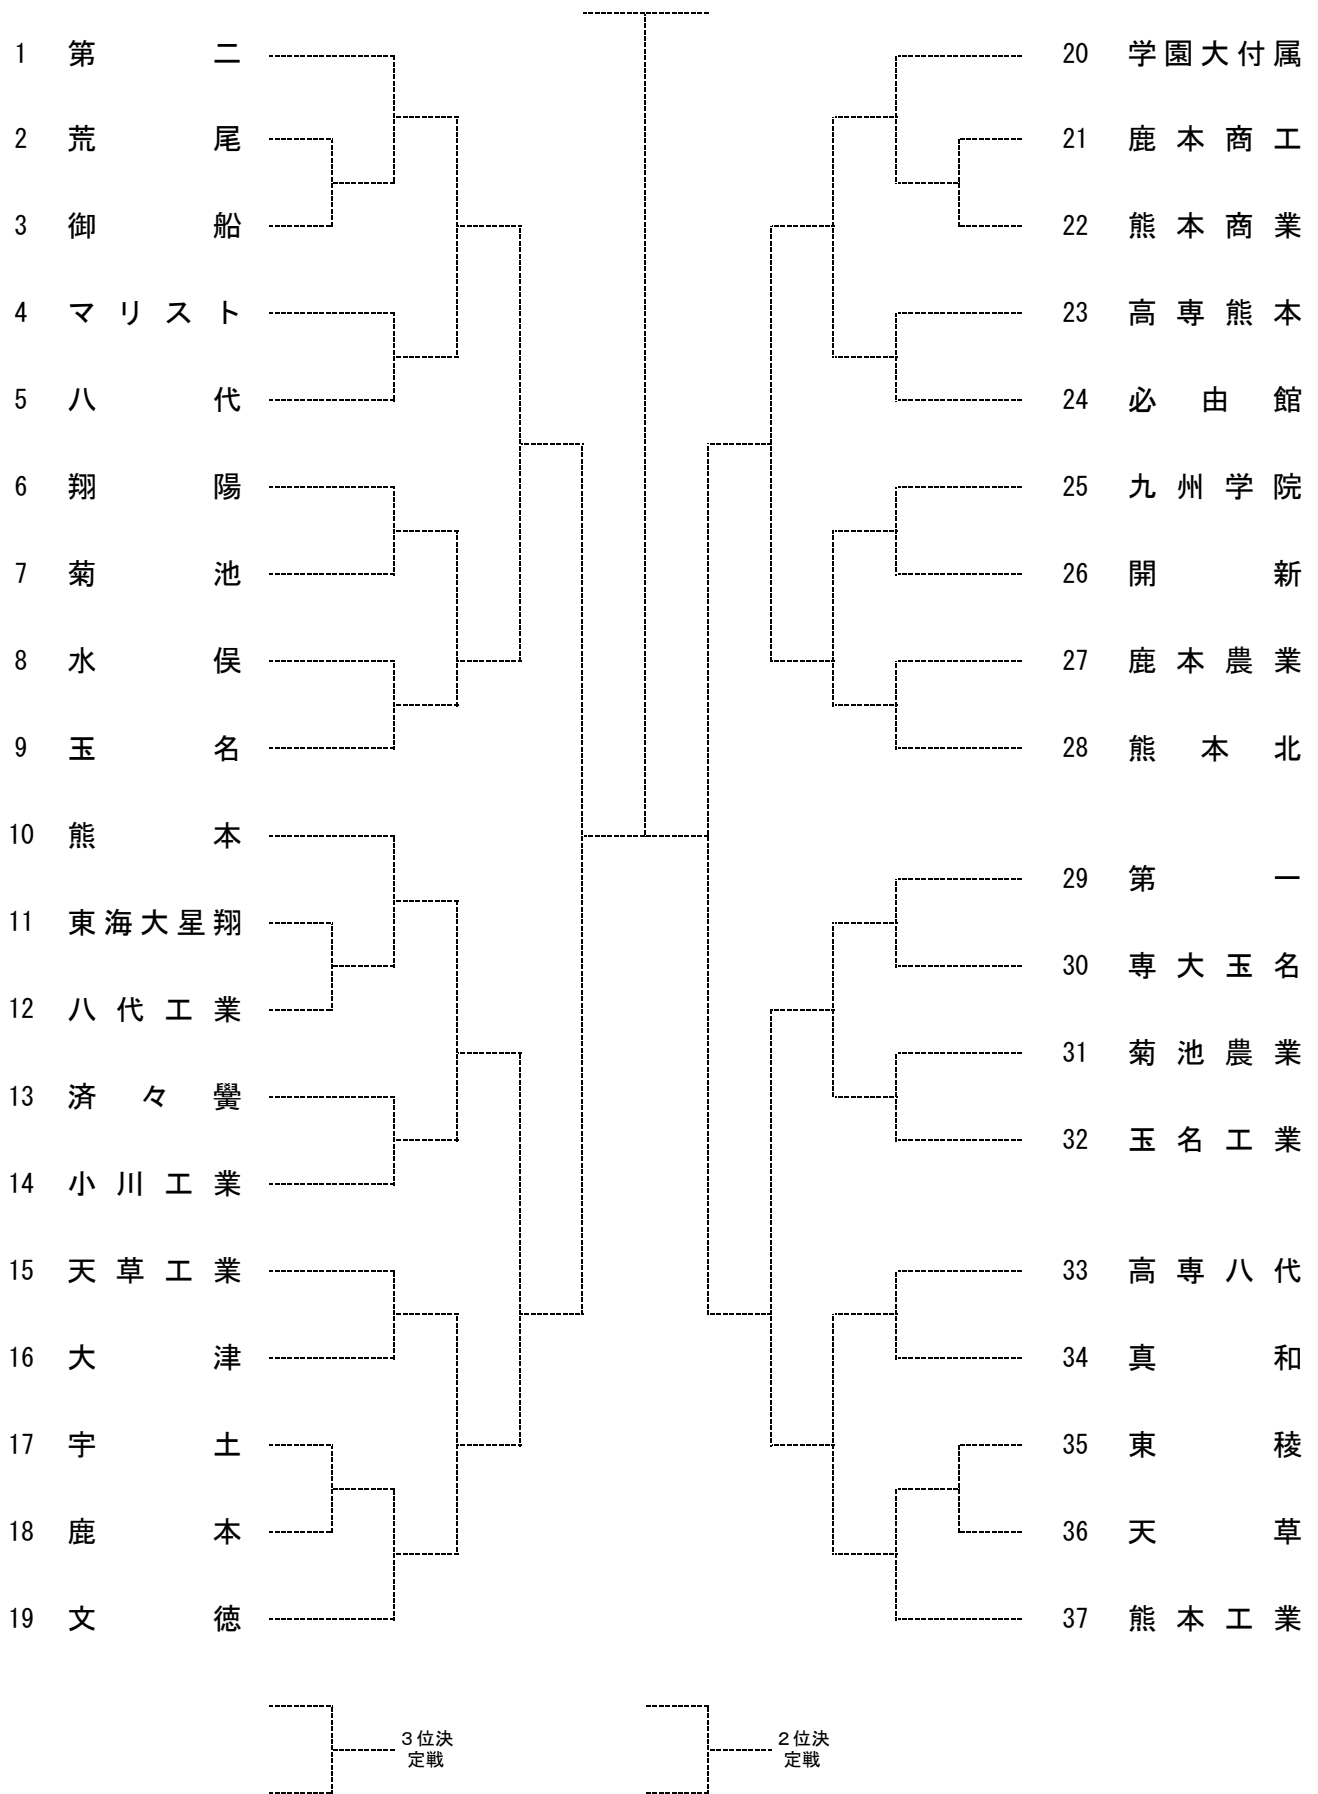 1 第二
2 荒尾
3 御船
4 マリスト
5 八代
6 翔陽
7 菊池
8 水俣
9 玉名
10 熊本
11 東海大星翔
12 八代工業
13 済々黌
14 小川工業
15 天草工業
16 大津
17 宇土
18 鹿本
19 文徳
20 学園大付属
21 鹿本商工
22 熊本商業
23 高専熊本
24 必由館
25 九州学院
26 開新
27 鹿本農業
28 熊本北
29 第一
30 専大玉名
31 菊池農業
32 玉名工業
33 高専八代
34 真和
35 東稜
36 天草
37 熊本工業
３位決
定戦
２位決
定戦